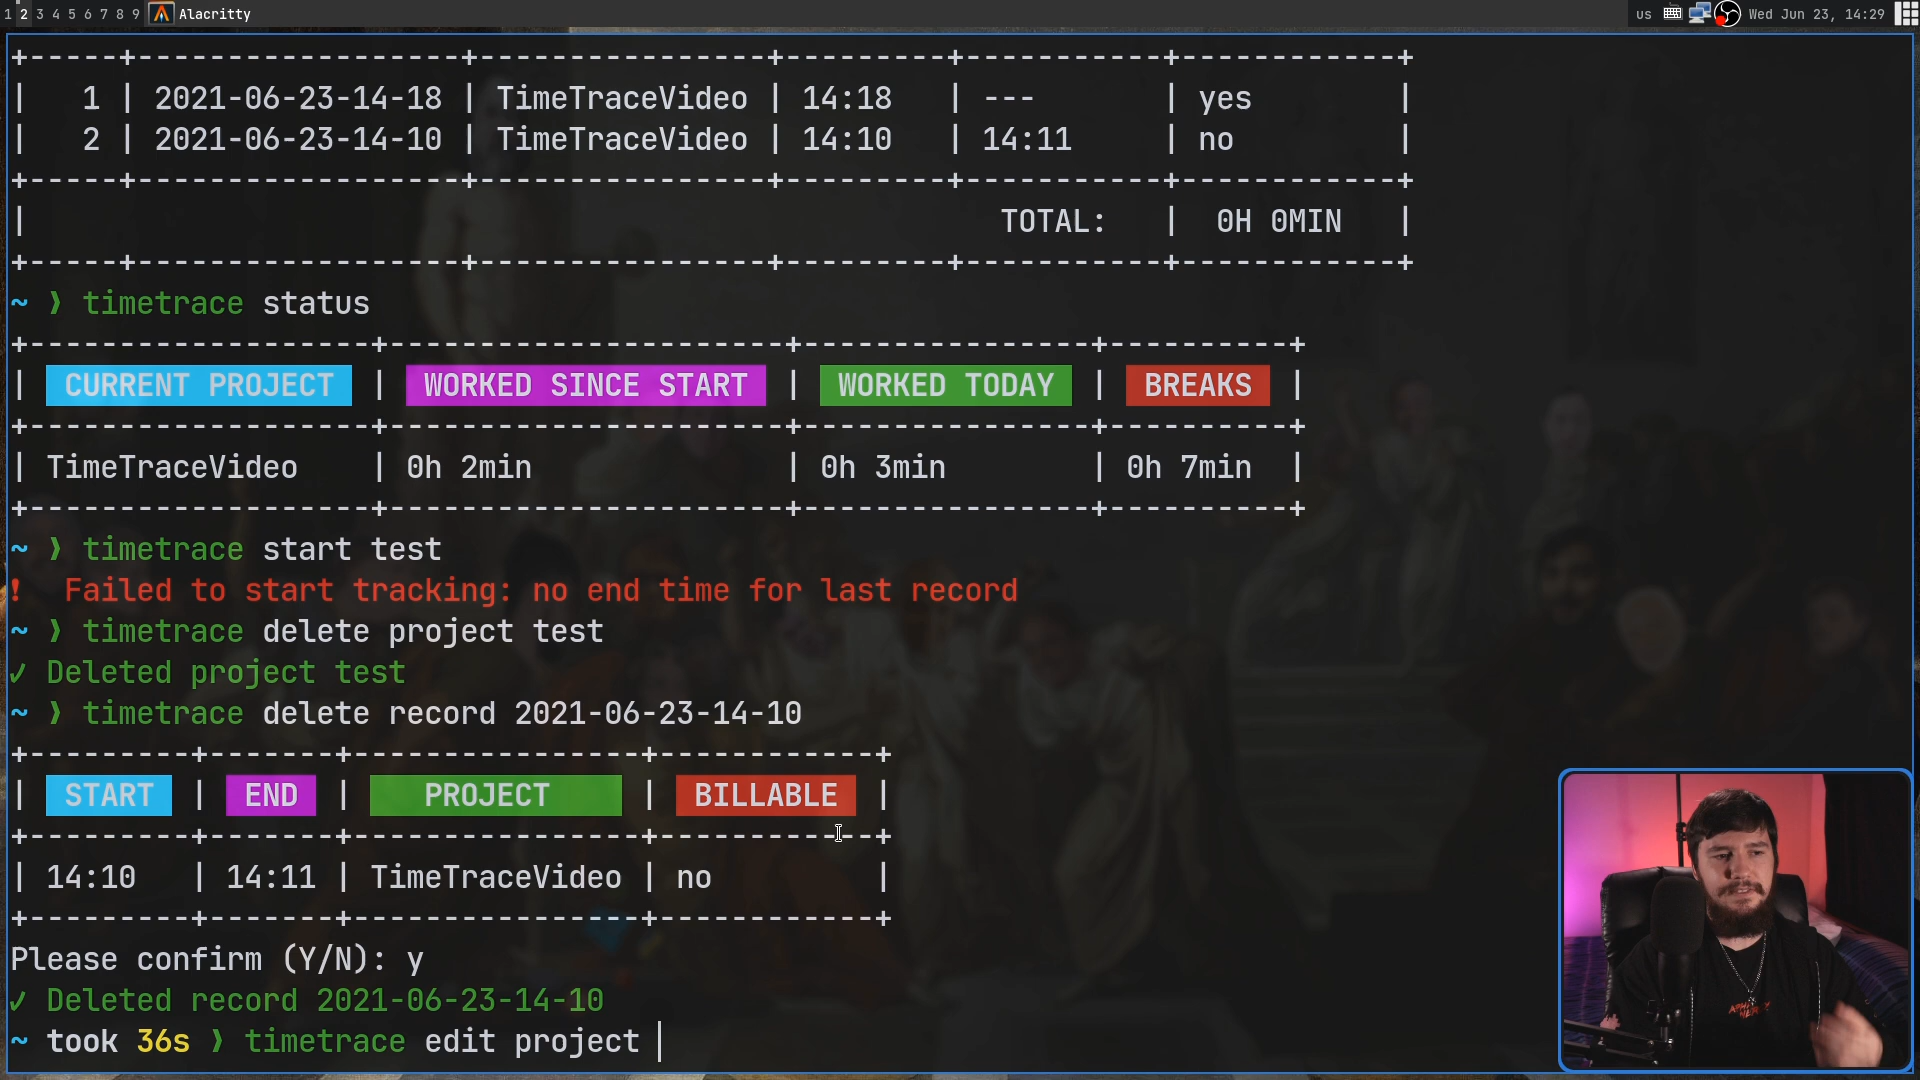 1 2 3 4 5 6 7 8 9 Alacritty us Wed Jun 23, 14:29
+-----+------------------+----------------+---------+-----------+------------+
| 1 | 2021-06-23-14-18 | TimeTraceVideo | 14:18 | --- | yes |
| 2 | 2021-06-23-14-10 | TimeTraceVideo | 14:10 | 14:11 | no |
+-----+------------------+----------------+---------+-----------+------------+
| TOTAL: | 0H 0MIN |
+-----+------------------+----------------+---------+-----------+------------+
~ ❯ timetrace status
+-------------------+----------------------+----------------+----------+
| CURRENT PROJECT | WORKED SINCE START | WORKED TODAY | BREAKS |
+-------------------+----------------------+----------------+----------+
| TimeTraceVideo | 0h 2min | 0h 3min | 0h 7min |
+-------------------+----------------------+----------------+----------+
~ ❯ timetrace start test
! Failed to start tracking: no end time for last record
~ ❯ timetrace delete project test
✓ Deleted project test
~ ❯ timetrace delete record 2021-06-23-14-10
+---------+-------+----------------+------------+
| START | END | PROJECT | BILLABLE |
+---------+-------+----------------+------------+
| 14:10 | 14:11 | TimeTraceVideo | no |
+---------+-------+----------------+------------+
Please confirm (Y/N): y
✓ Deleted record 2021-06-23-14-10
~ took 36s ❯ timetrace edit project